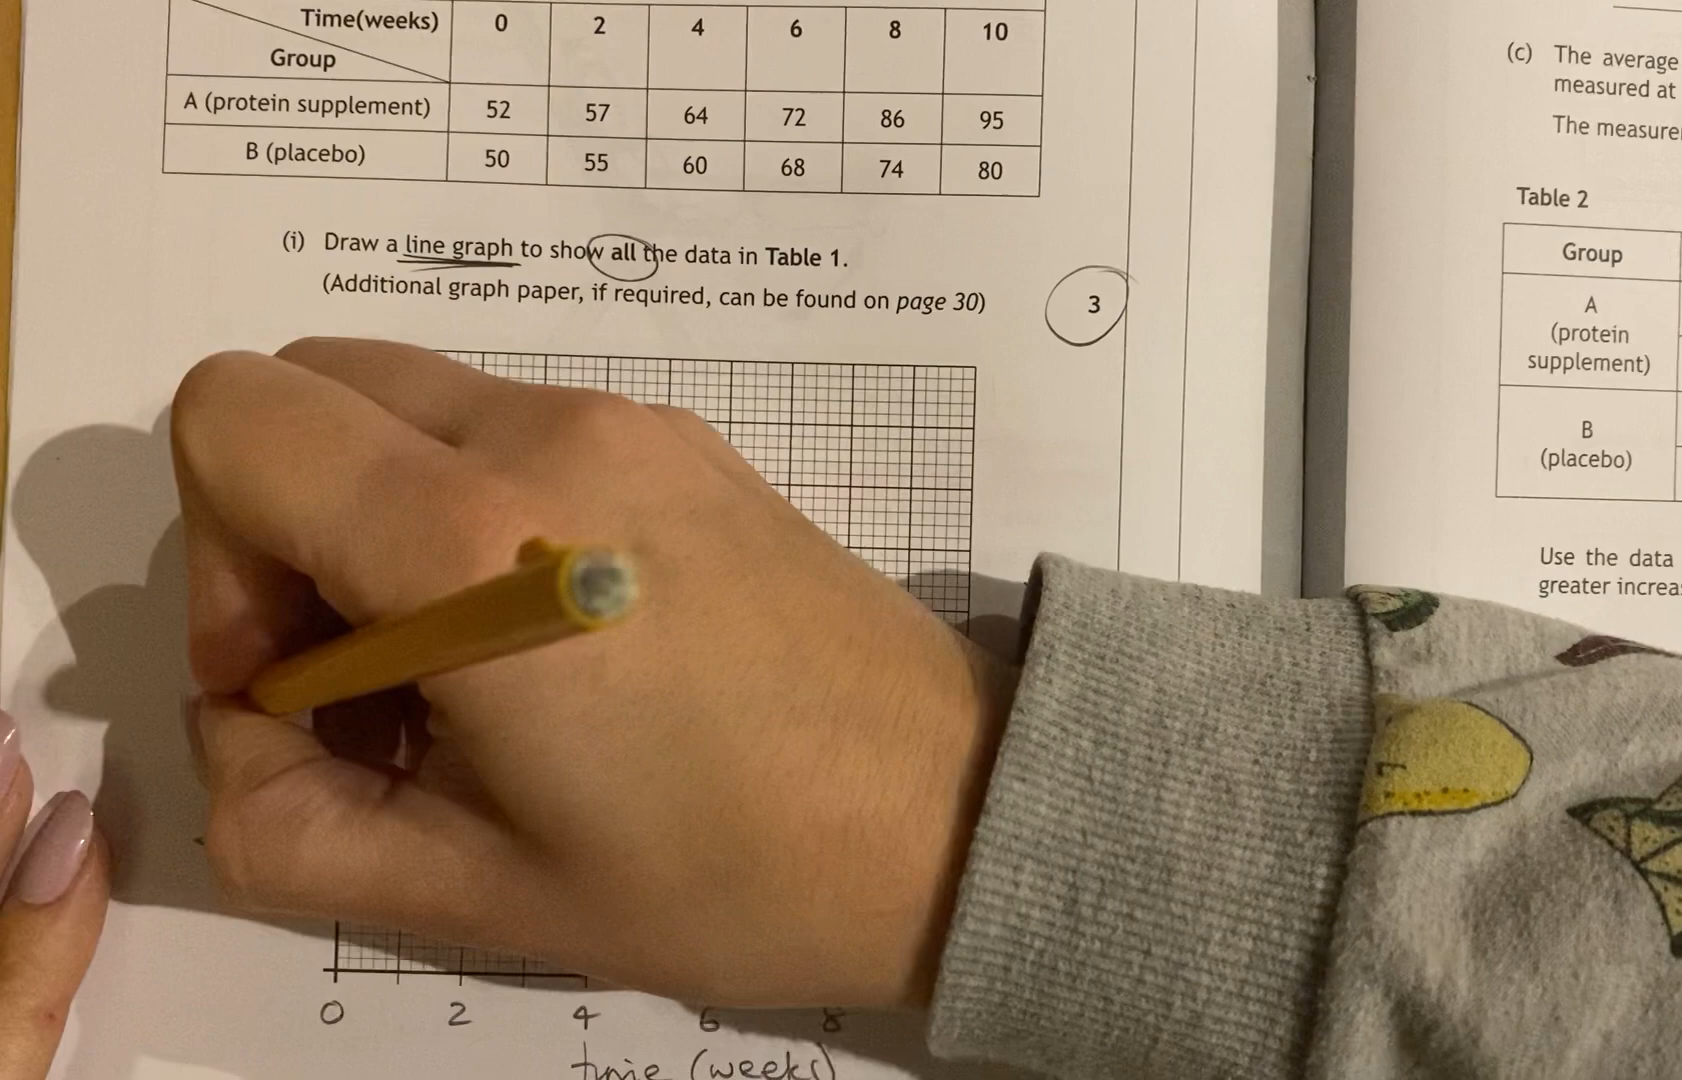 Time(weeks) 0 2 4 6 8 10
Group
A (protein supplement) 52 57 64 72 86 95
B (placebo) 50 55 60 68 74 80
(i) Draw a line graph to show all the data in Table 1.
(Additional graph paper, if required, can be found on page 30)
3
0 2 4 6 8
time (weeks)
(c) The average
measured at
The
Table 2
Group
A
(protein
supplement)
B
(placebo)
Use the data
greater